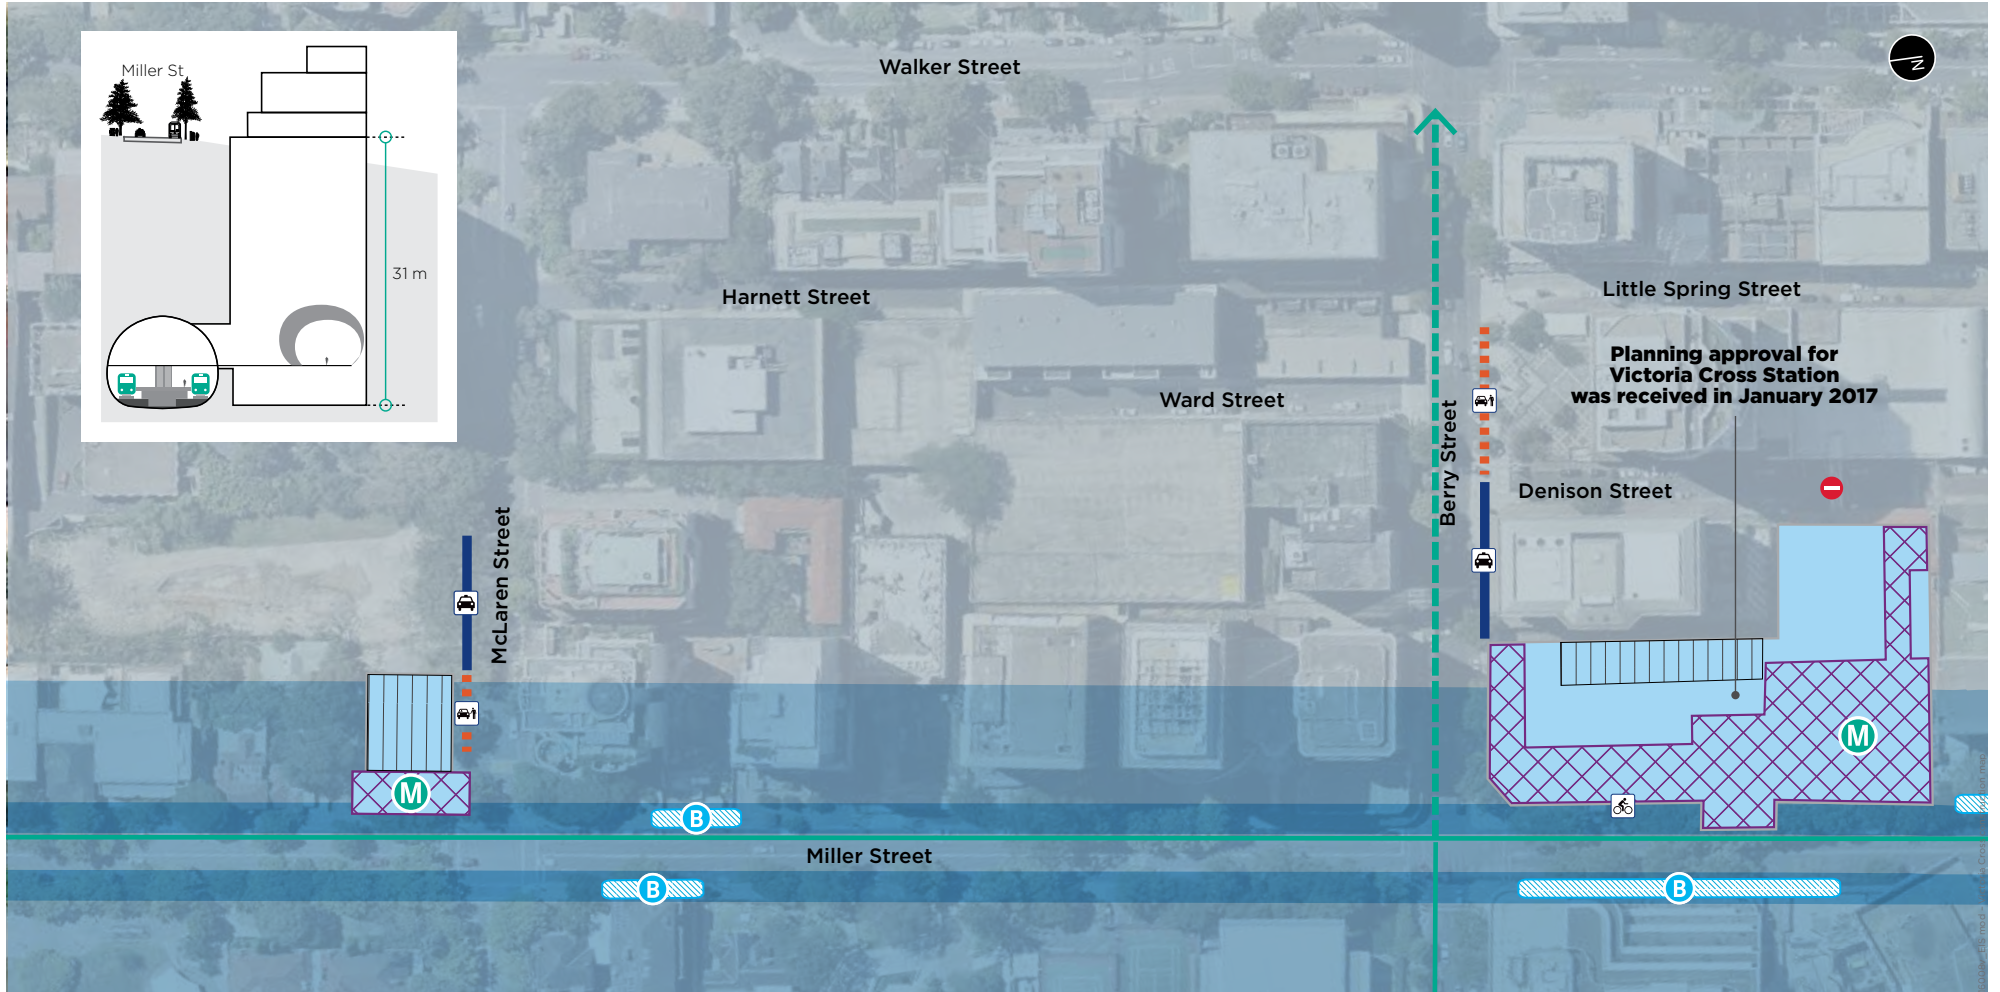 Miller St
31 m
Walker Street
N
Harnett Street
Little Spring Street
Planning approval for
Victoria Cross Station
was received in January 2017
Ward Street
Berry Street
Denison Street
McLaren Street
M
M
B
Miller Street
B
B